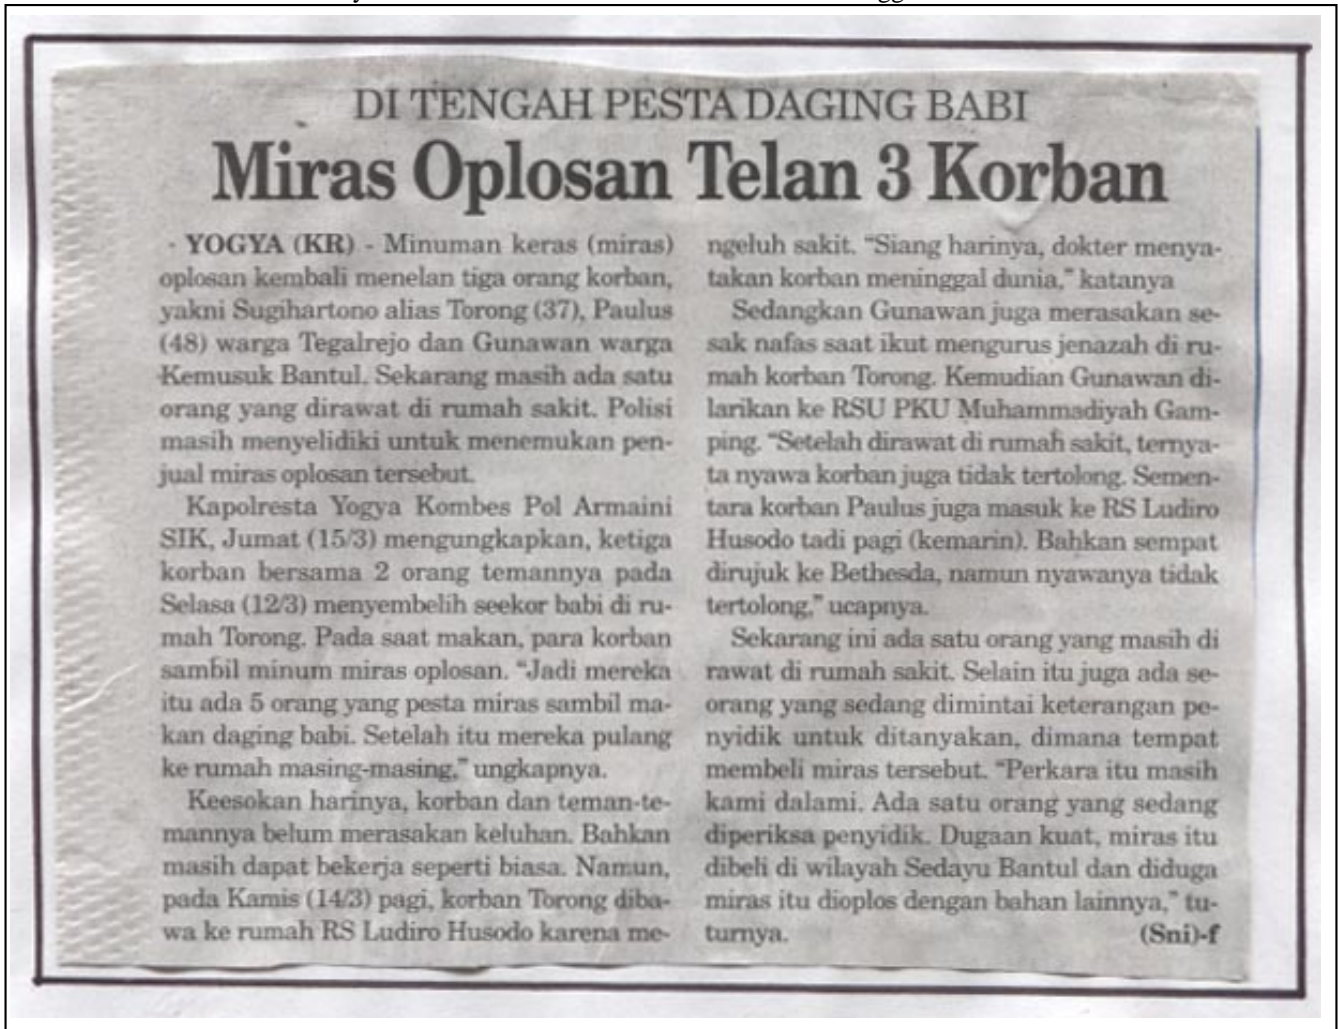 DI TENGAH PESTA DAGING BABI
Miras Oplosan Telan 3 Korban
YOGYA (KR) - Minuman keras (miras)
oplosan kembali menelan tiga orang korban,
yakni Sugihartono alias Torong (37), Paulus
(48) warga Tegalrejo dan Gunawan warga
Kemusuk Bantul. Sekarang masih ada satu
orang yang dirawat di rumah sakit. Polisi
masih menyelidiki untuk menemukan pen-
jual miras oplosan tersebut.
Kapolresta Yogya Kombes Pol Armaini
SIK, Jumat (15/3) mengungkapkan, ketiga
korban bersama 2 orang temannya pada
Selasa (12/3) menyembelih seekor babi di ru-
mah Torong. Pada saat makan, para korban
sambil minum miras oplosan. “Jadi mereka
itu ada 5 orang yang pesta miras sambil ma-
kan daging babi. Setelah itu mereka pulang
ke rumah masing-masing,” ungkapnya.
Keesokan harinya, korban dan teman-te-
mannya belum merasakan keluhan. Bahkan
masih dapat bekerja seperti biasa. Namun,
pada Kamis (14/3) pagi, korban Torong diba-
wa ke rumah RS Ludiro Husodo karena me-
ngeluh sakit. “Siang harinya, dokter menya-
takan korban meninggal dunia,” katanya
Sedangkan Gunawan juga merasakan se-
sak nafas saat ikut mengurus jenazah di ru-
mah korban Torong. Kemudian Gunawan di-
larikan ke RSU PKU Muhammadiyah Gam-
ping. “Setelah dirawat di rumah sakit, ternya-
ta nyawa korban juga tidak tertolong. Semen-
tara korban Paulus juga masuk ke RS Ludiro
Husodo tadi pagi (kemarin). Bahkan sempat
dirujuk ke Bethesda, namun nyawanya tidak
tertolong,” ucapnya.
Sekarang ini ada satu orang yang masih di
rawat di rumah sakit. Selain itu juga ada se-
orang yang sedang dimintai keterangan pe-
nyidik untuk ditanyakan, dimana tempat
membeli miras tersebut. “Perkara itu masih
kami dalami. Ada satu orang yang sedang
diperiksa penyidik. Dugaan kuat, miras itu
dibeli di wilayah Sedayu Bantul dan diduga
miras itu dioplos dengan bahan lainnya,” tu-
turnya. (Sni)-f